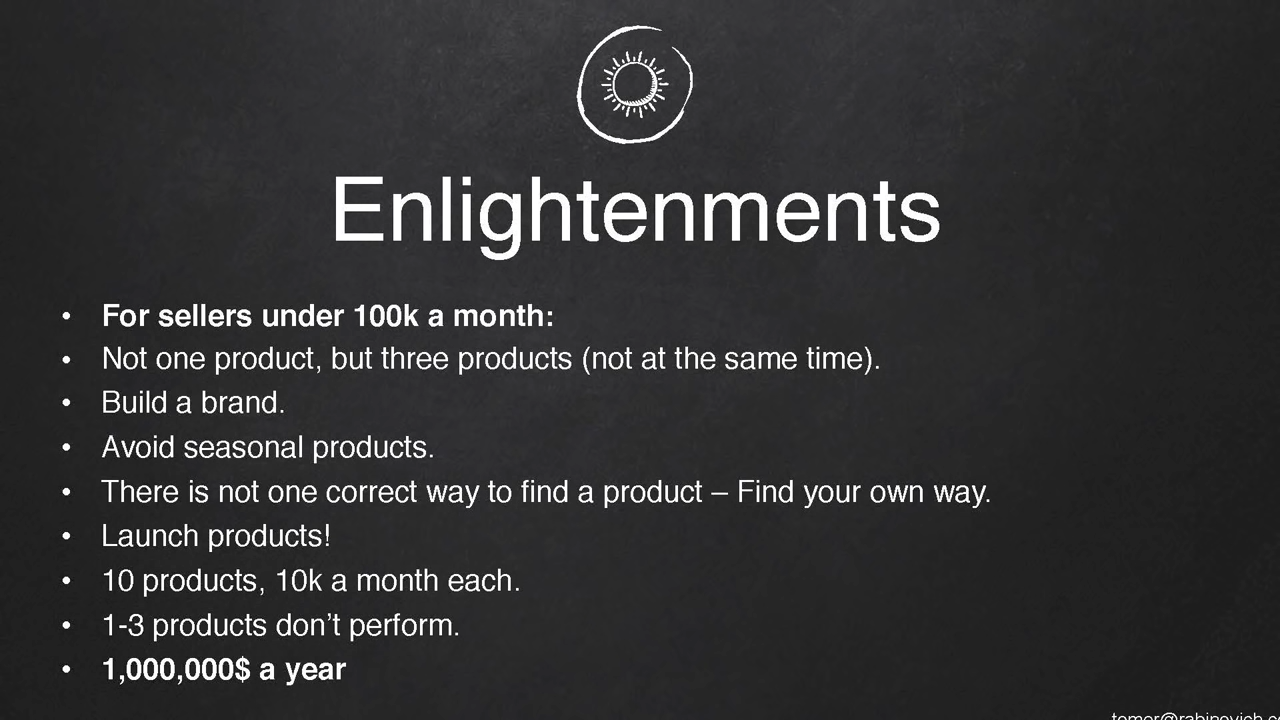 Enlightenments
• For sellers under 100k a month:
• Not one product, but three products (not at the same time).
• Build a brand.
• Avoid seasonal products.
• There is not one correct way to find a product – Find your own way.
• Launch products!
• 10 products, 10k a month each.
• 1-3 products don’t perform.
• 1,000,000$ a year